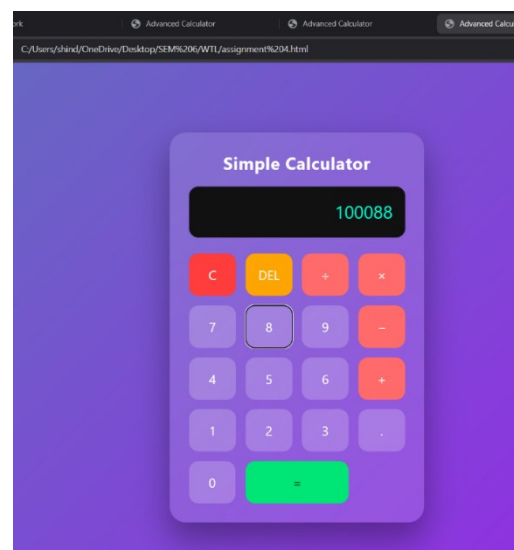 ork Advanced Calculator Advanced Calculator Advanced Calcu
C:/Users/shind/OneDrive/Desktop/SEM%206/WTL/assignment%204.html
Simple Calculator
100088
C DEL ÷ ×
7 8 9 −
4 5 6 +
1 2 3 .
0 =